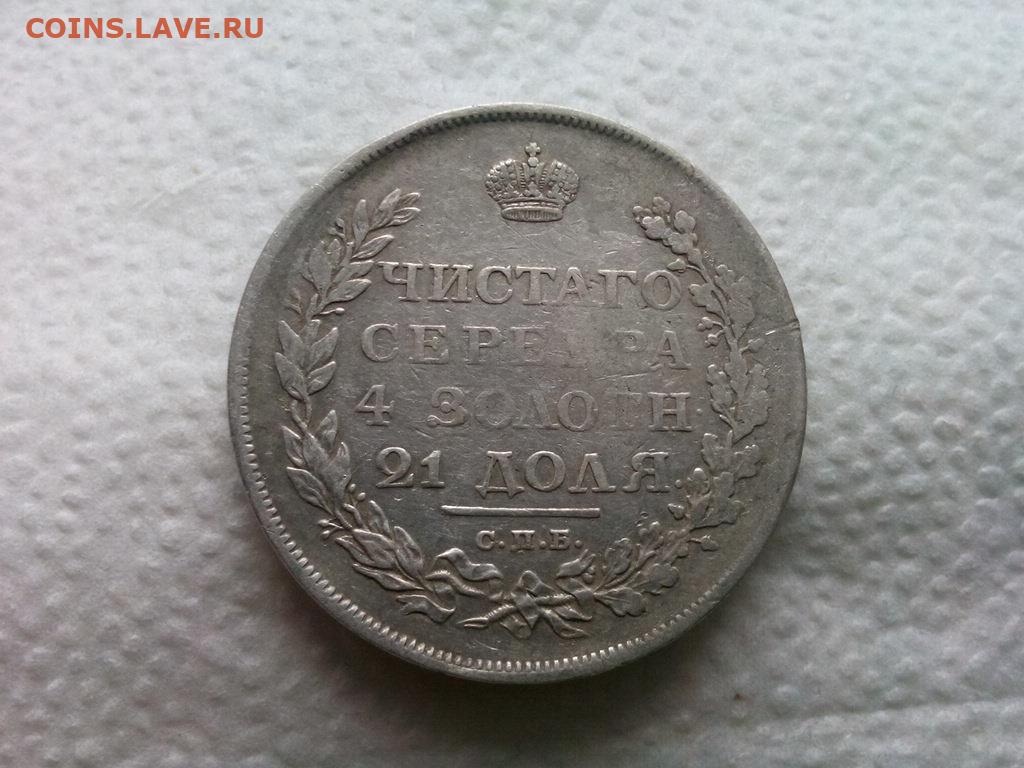 COINS.LAVE.RU
ЧИСТАГО
СЕРЕБРА
4 ЗОЛОТН
21 ДОЛЯ.
С.П.Б.